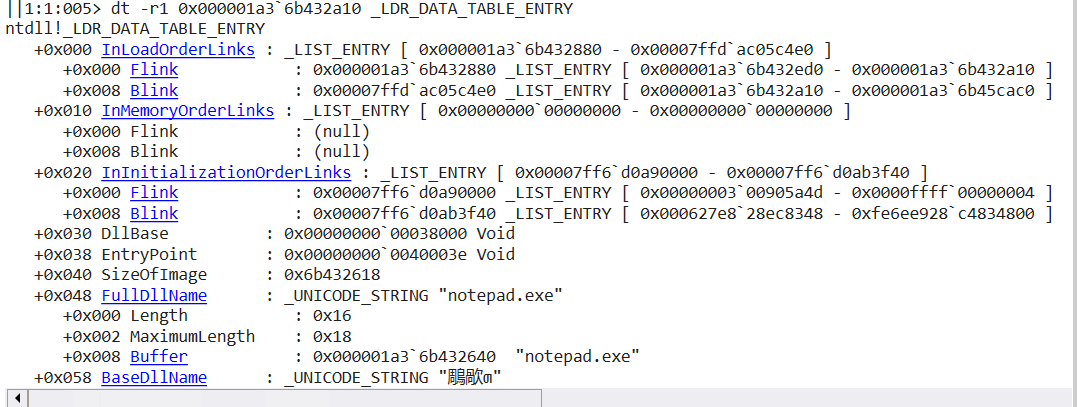 ||1:1:005> dt -r1 0x000001a3`6b432a10 _LDR_DATA_TABLE_ENTRY
ntdll!_LDR_DATA_TABLE_ENTRY
+0x000 InLoadOrderLinks : _LIST_ENTRY [ 0x000001a3`6b432880 - 0x00007ffd`ac05c4e0 ]
+0x000 Flink : 0x000001a3`6b432880 _LIST_ENTRY [ 0x000001a3`6b432ed0 - 0x000001a3`6b432a10 ]
+0x008 Blink : 0x00007ffd`ac05c4e0 _LIST_ENTRY [ 0x000001a3`6b432a10 - 0x000001a3`6b45cac0 ]
+0x010 InMemoryOrderLinks : _LIST_ENTRY [ 0x00000000`00000000 - 0x00000000`00000000 ]
+0x000 Flink : (null)
+0x008 Blink : (null)
+0x020 InInitializationOrderLinks : _LIST_ENTRY [ 0x00007ff6`d0a90000 - 0x00007ff6`d0ab3f40 ]
+0x000 Flink : 0x00007ff6`d0a90000 _LIST_ENTRY [ 0x00000003`00905a4d - 0x0000ffff`00000004 ]
+0x008 Blink : 0x00007ff6`d0ab3f40 _LIST_ENTRY [ 0x000627e8`28ec8348 - 0xfe6ee928`c4834800 ]
+0x030 DllBase : 0x00000000`00038000 Void
+0x038 EntryPoint : 0x00000000`0040003e Void
+0x040 SizeOfImage : 0x6b432618
+0x048 FullDllName : _UNICODE_STRING "notepad.exe"
+0x000 Length : 0x16
+0x002 MaximumLength : 0x18
+0x008 Buffer : 0x000001a3`6b432640 "notepad.exe"
+0x058 BaseDllName : _UNICODE_STRING